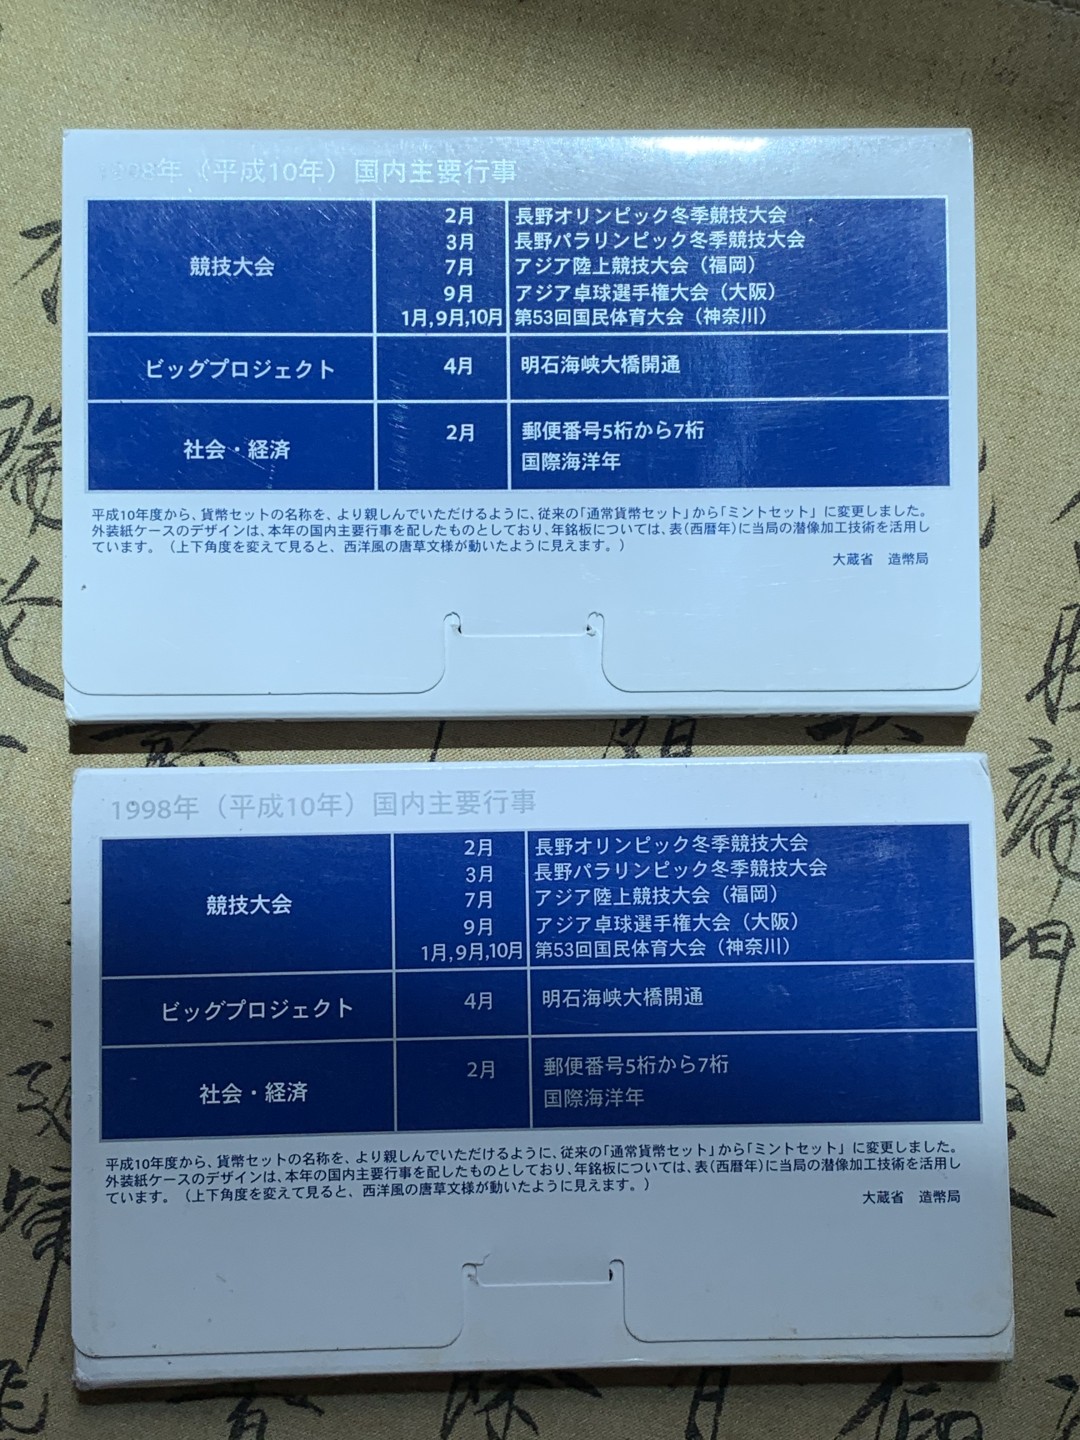 1998年（平成10年）国内主要行事
競技大会
2月 長野オリンピック冬季競技大会
3月 長野パラリンピック冬季競技大会
7月 アジア陸上競技大会（福岡）
9月 アジア卓球選手権大会（大阪）
1月,9月,10月 第53回国民体育大会（神奈川）
ビッグプロジェクト 4月 明石海峡大橋開通
社会・経済 2月 郵便番号5桁から7桁
国際海洋年
平成10年度から、貨幣セットの名称を、より親しんでいただけるように、従来の「通常貨幣セット」から「ミントセット」に変更しました。
外装紙ケースのデザインは、本年の国内主要行事を配したものとしており、年銘板については、表（西暦年）に当局の潜像加工技術を活用し
ています。（上下角度を変えて見ると、西洋風の唐草文様が動いたように見えます。）
大蔵省 造幣局
1998年（平成10年）国内主要行事
競技大会
2月 長野オリンピック冬季競技大会
3月 長野パラリンピック冬季競技大会
7月 アジア陸上競技大会（福岡）
9月 アジア卓球選手権大会（大阪）
1月,9月,10月 第53回国民体育大会（神奈川）
ビッグプロジェクト 4月 明石海峡大橋開通
社会・経済 2月 郵便番号5桁から7桁
国際海洋年
平成10年度から、貨幣セットの名称を、より親しんでいただけるように、従来の「通常貨幣セット」から「ミントセット」に変更しました。
外装紙ケースのデザインは、本年の国内主要行事を配したものとしており、年銘板については、表（西暦年）に当局の潜像加工技術を活用し
ています。（上下角度を変えて見ると、西洋風の唐草文様が動いたように見えます。）
大蔵省 造幣局